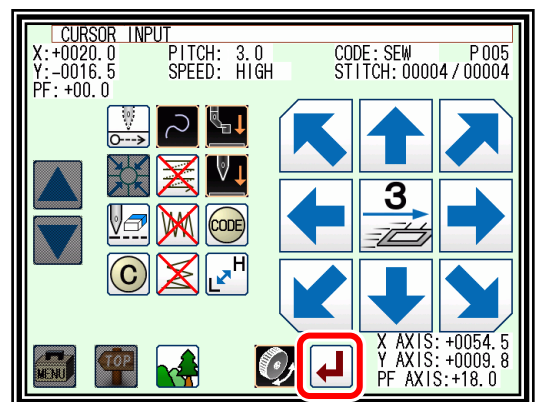 CURSOR INPUT
X:+0020.0 PITCH: 3.0 CODE:SEW P005
Y:-0016.5 SPEED: HIGH STITCH:00004/00004
PF:+00.0
3
CODE
C
L H
MENU TOP
X AXIS:+0054.5
Y AXIS:+0009.8
PF AXIS:+18.0